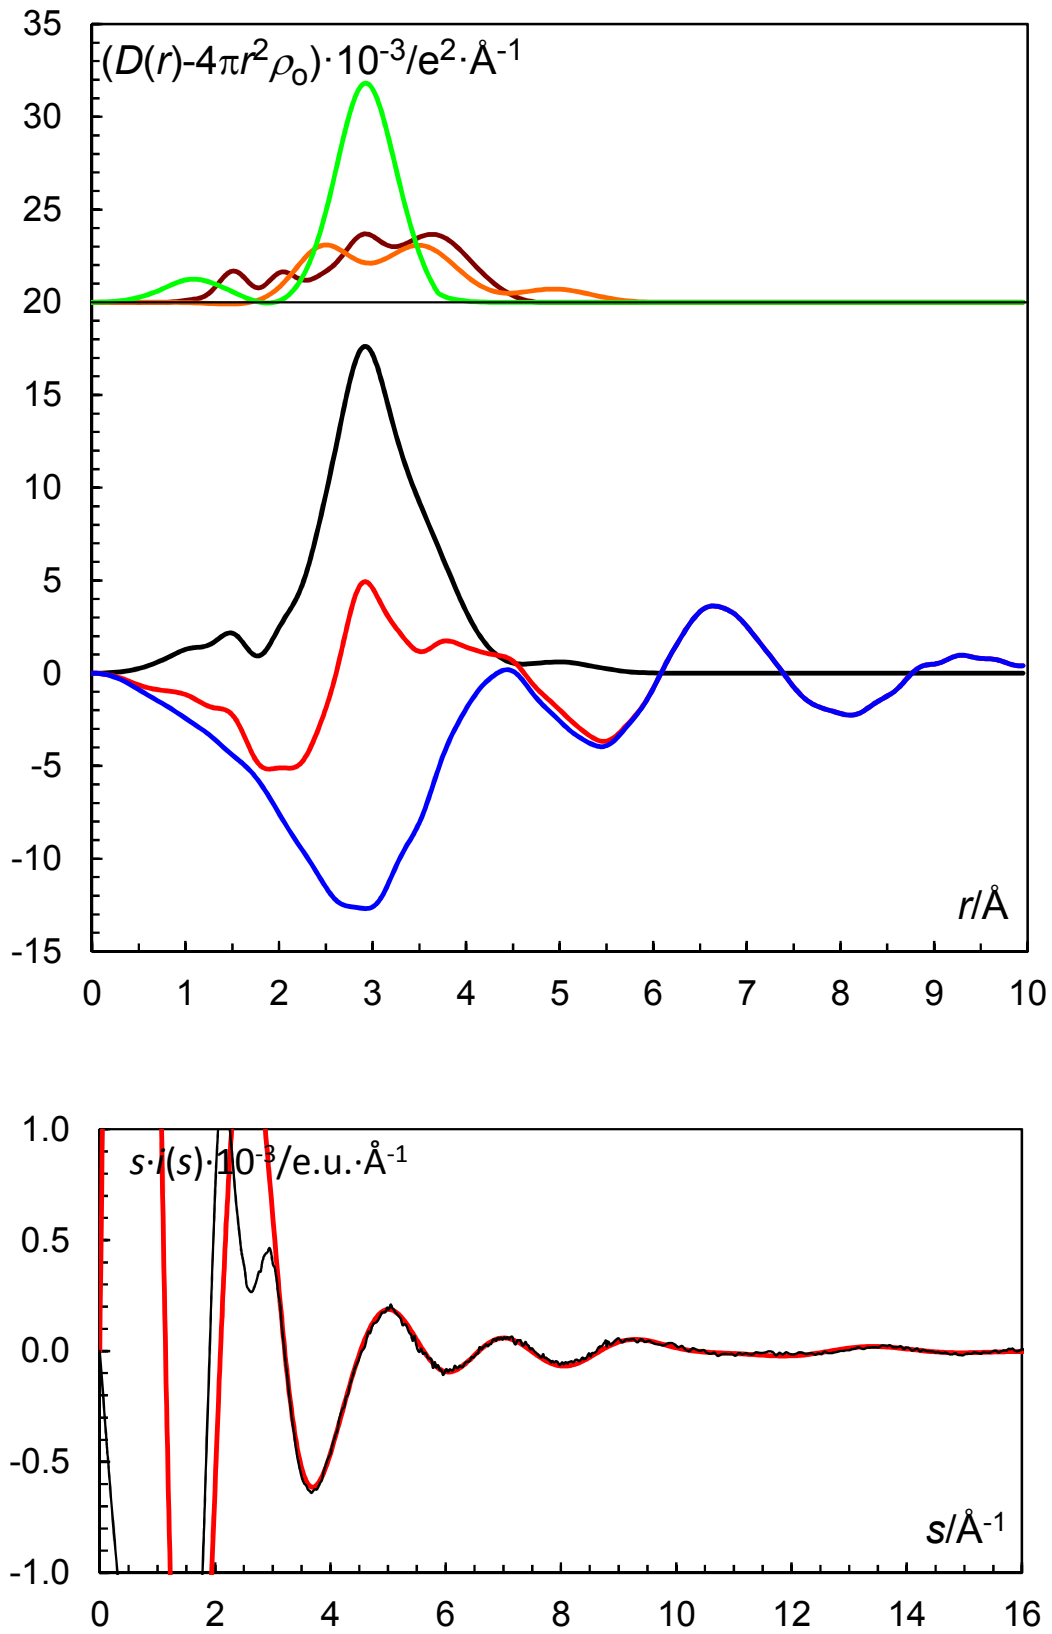 35
(D(r)-4πr²ρₒ)·10⁻³/e²·Å⁻¹
30
25
20
15
10
5
0
-5
-10
r/Å
-15
0 1 2 3 4 5 6 7 8 9 10
1.0
s·i(s)·10⁻³/e.u.·Å⁻¹
0.5
0.0
-0.5
s/Å⁻¹
-1.0
0 2 4 6 8 10 12 14 16